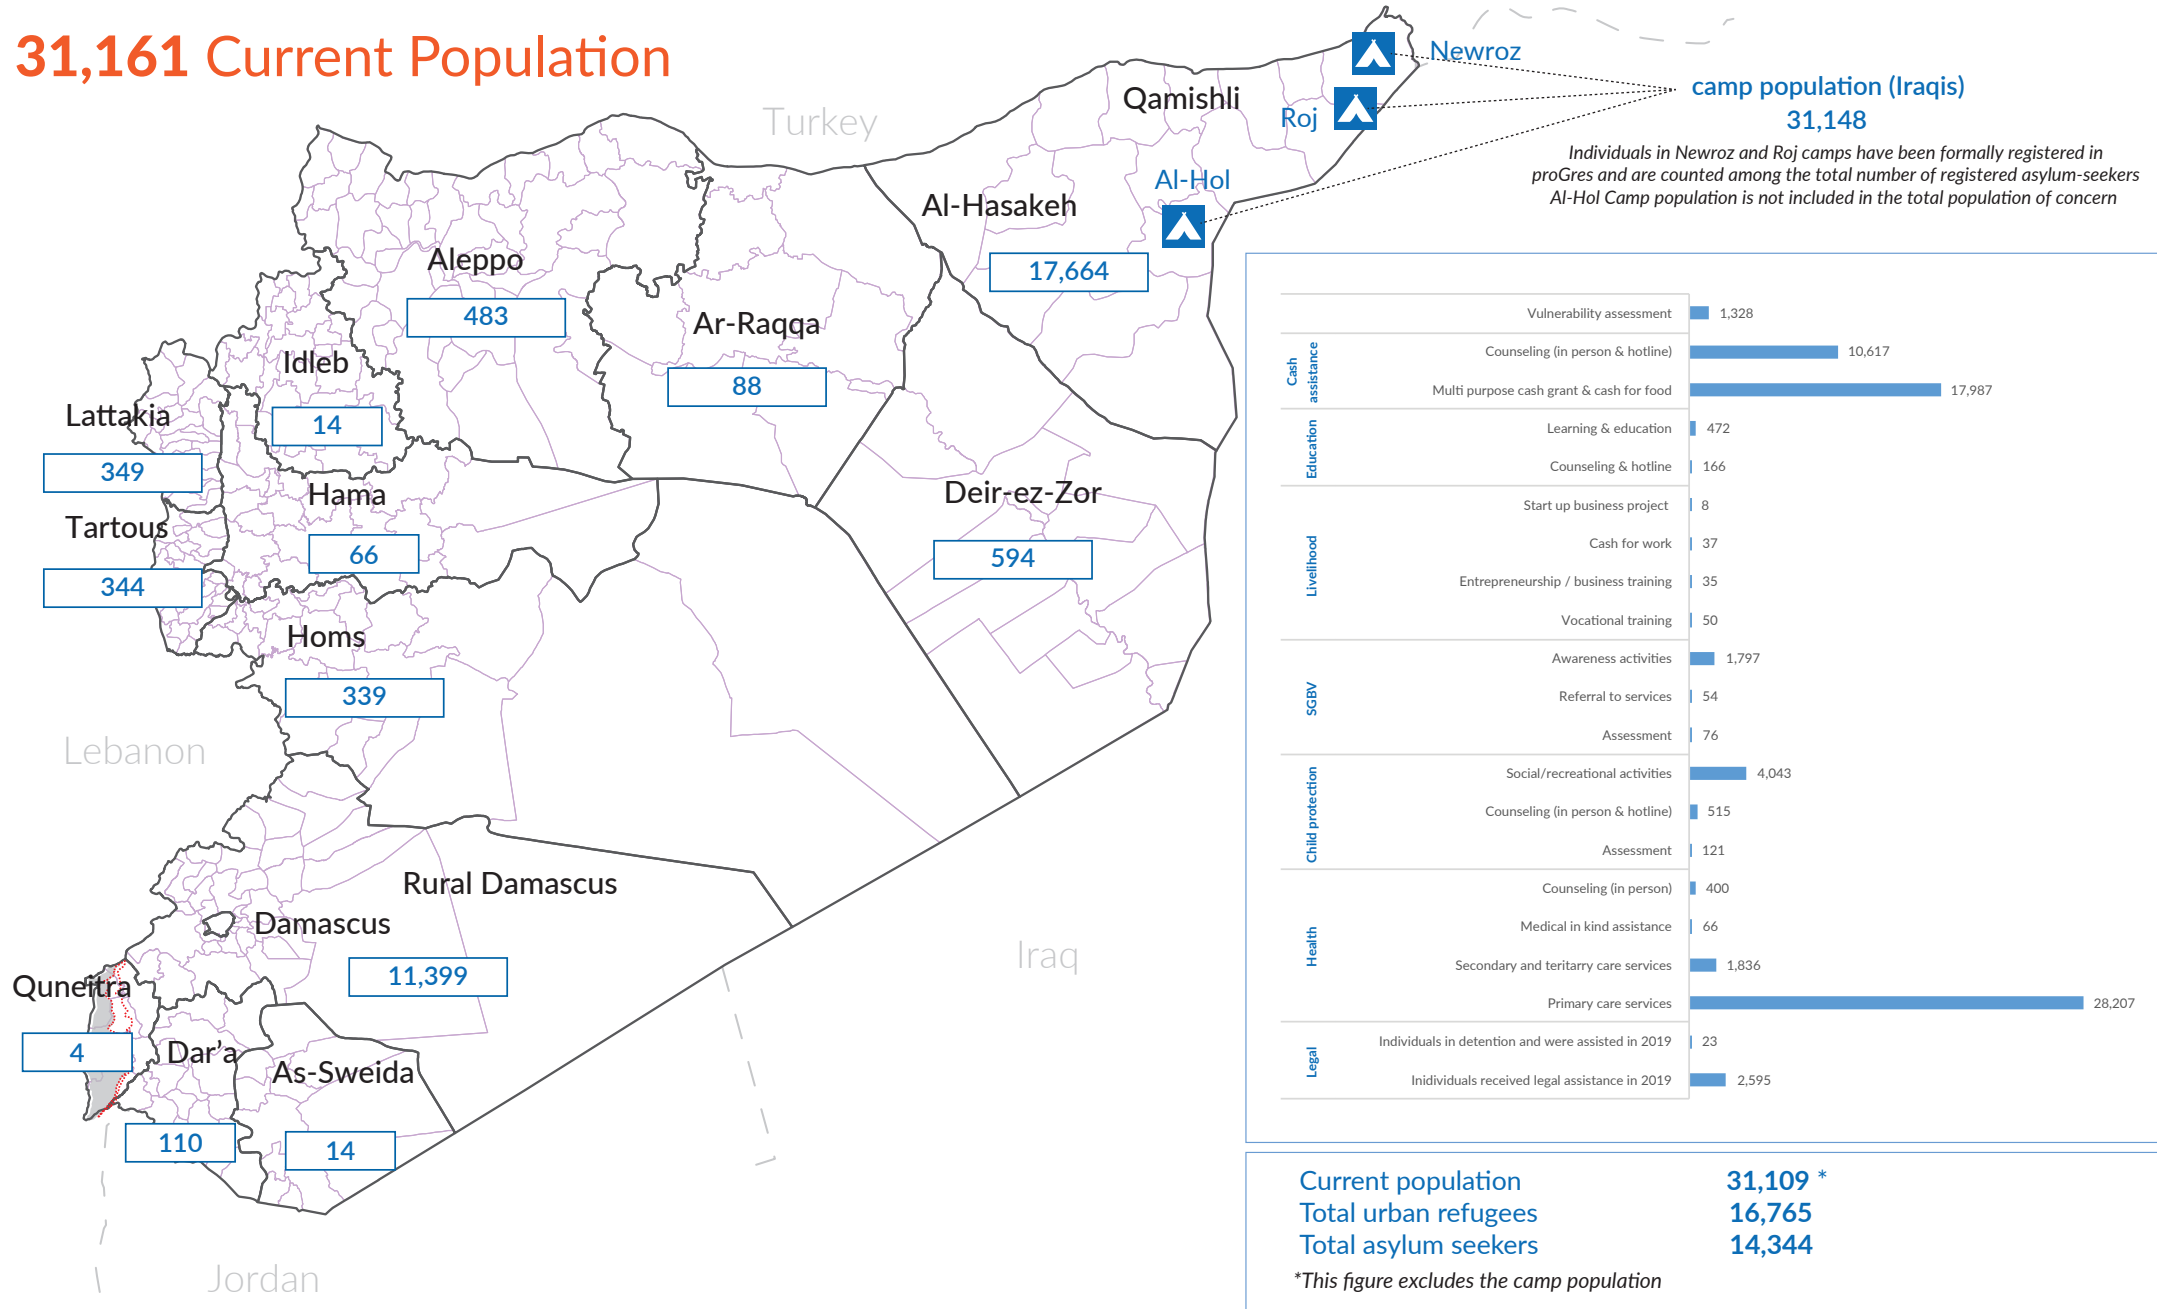 31,161 Current Population
Turkey
Newroz
Roj
Qamishli
Al-Hol
camp population (Iraqis)
31,148
Individuals in Newroz and Roj camps have been formally registered in
proGres and are counted among the total number of registered asylum-seekers
Al-Hol Camp population is not included in the total population of concern
Al-Hasakeh
17,664
Aleppo
483
Ar-Raqqa
88
Idleb
14
Lattakia
349
Hama
66
Tartous
344
Deir-ez-Zor
594
Homs
339
Lebanon
Rural Damascus
Damascus
11,399
Iraq
Quneitra
4
Dar’a
110
As-Sweida
14
Jordan
Vulnerability assessment 1,328
Cash
assistance
Counseling (in person & hotline) 10,617
Multi purpose cash grant & cash for food 17,987
Education
Learning & education 472
Counseling & hotline 166
Livelihood
Start up business project 8
Cash for work 37
Entrepreneurship / business training 35
Vocational training 50
SGBV
Awareness activities 1,797
Referral to services 54
Assessment 76
Child protection
Social/recreational activities 4,043
Counseling (in person & hotline) 515
Assessment 121
Health
Counseling (in person) 400
Medical in kind assistance 66
Secondary and teritarry care services 1,836
Primary care services 28,207
Legal
Individuals in detention and were assisted in 2019 23
Inidividuals received legal assistance in 2019 2,595
Current population 31,109 *
Total urban refugees 16,765
Total asylum seekers 14,344
*This figure excludes the camp population